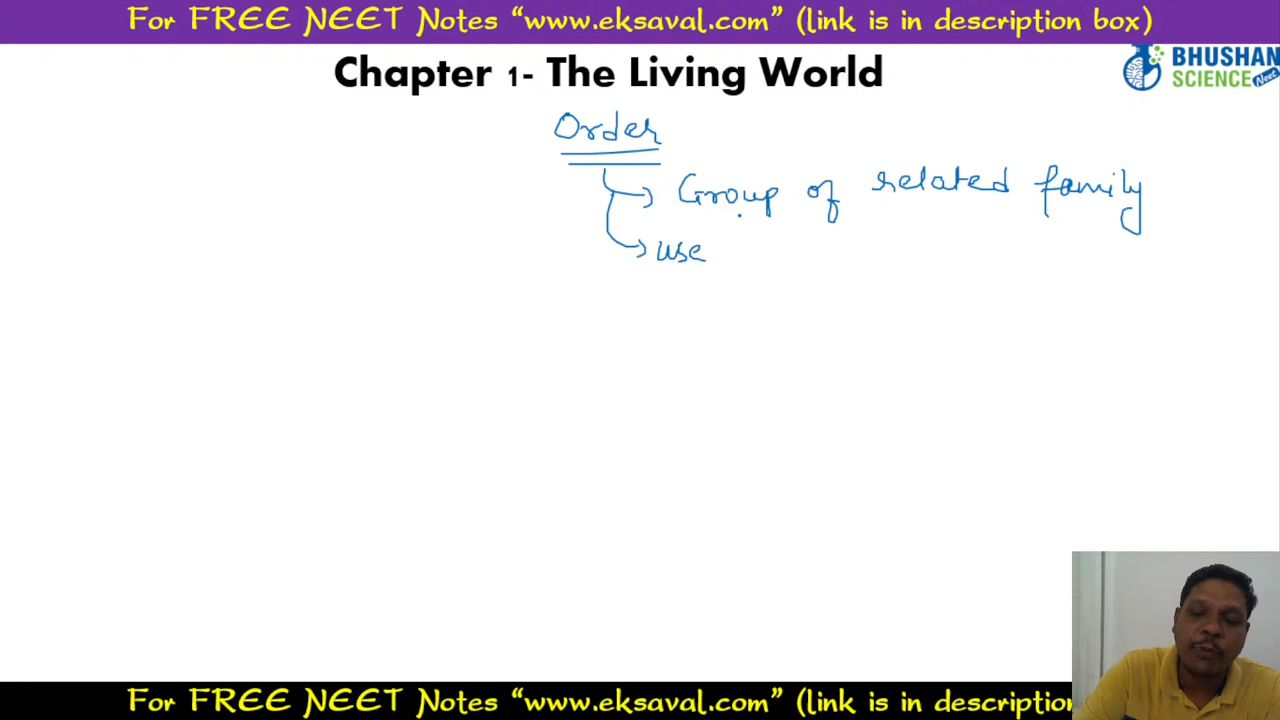 For FREE NEET Notes “www.eksaval.com” (link is in description box)
Chapter 1- The Living World
BHUSHAN
SCIENCE Neet
Order
Group of related family
use
For FREE NEET Notes “www.eksaval.com” (link is in description